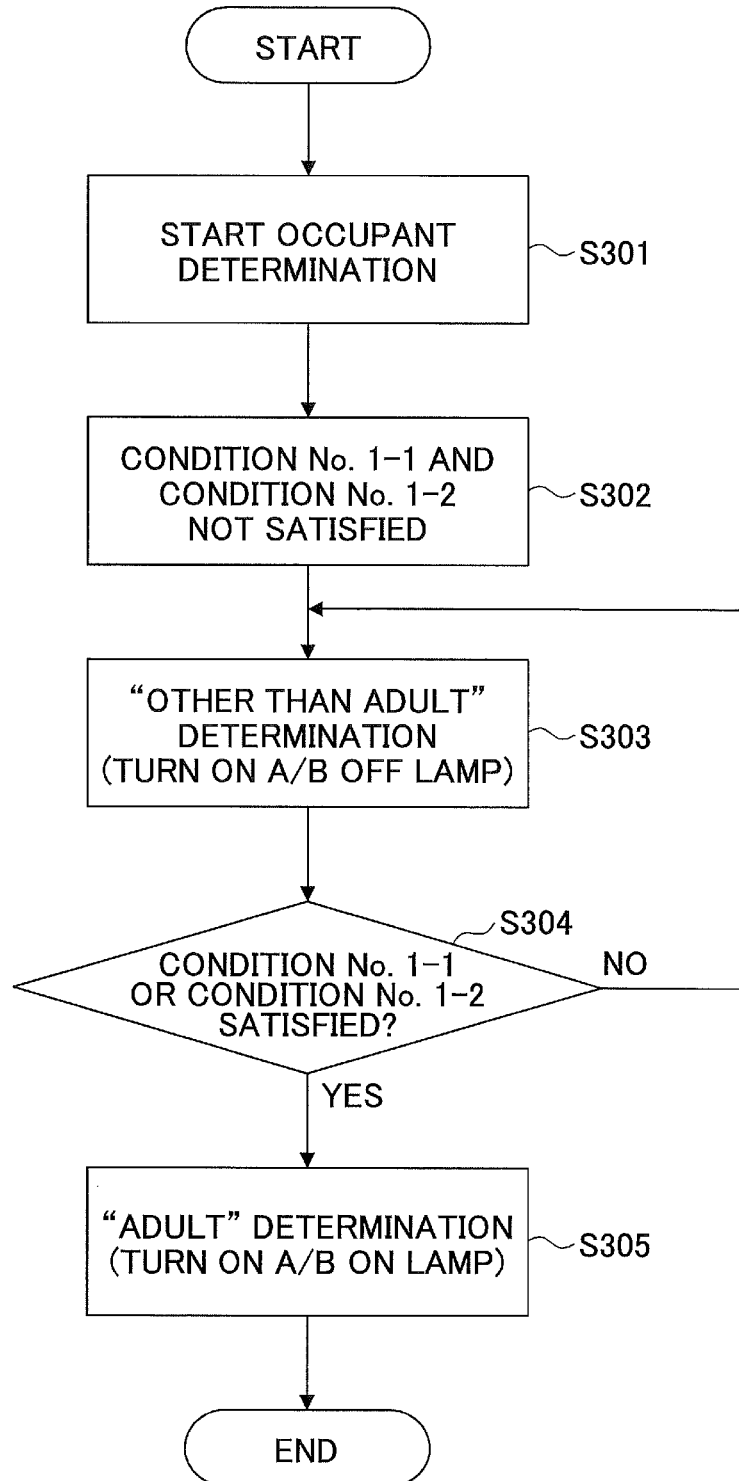 START
START OCCUPANT
DETERMINATION
S301
CONDITION No. 1-1 AND
CONDITION No. 1-2
NOT SATISFIED
S302
“OTHER THAN ADULT”
DETERMINATION
(TURN ON A/B OFF LAMP)
S303
S304
CONDITION No. 1-1
OR CONDITION No. 1-2
SATISFIED?
NO
YES
“ADULT” DETERMINATION
(TURN ON A/B ON LAMP)
S305
END